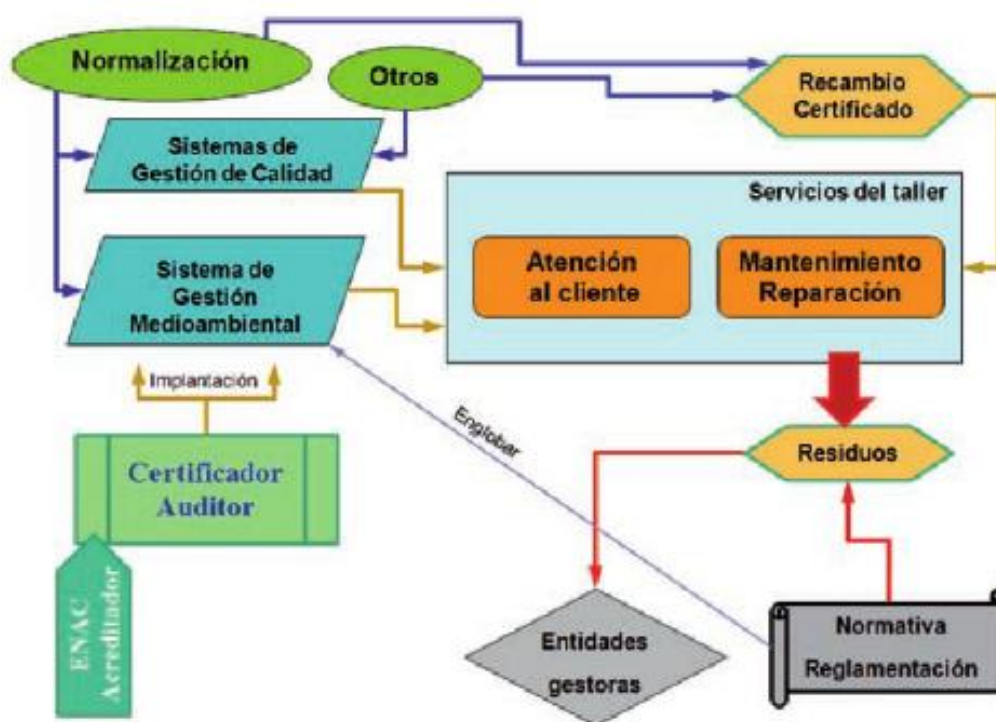 Normalización
Otros
Recambio
Certificado
Sistemas de
Gestión de Calidad
Servicios del taller
Atención
al cliente
Mantenimiento
Reparación
Sistema de
Gestión
Medioambiental
Implantación
Englobar
Certificador
Auditor
Residuos
ENAC
Acreditador
Entidades
gestoras
Normativa
Reglamentación